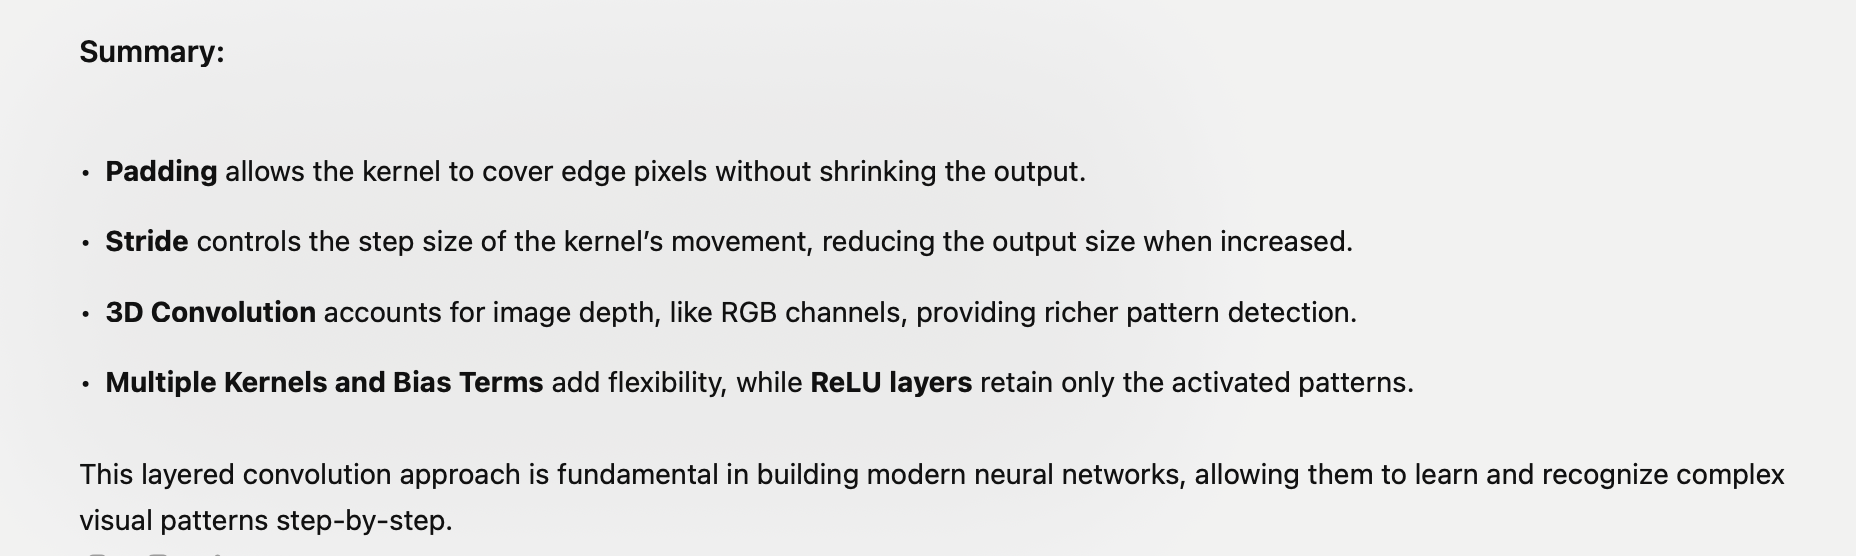 Summary:
• Padding allows the kernel to cover edge pixels without shrinking the output.
• Stride controls the step size of the kernel’s movement, reducing the output size when increased.
• 3D Convolution accounts for image depth, like RGB channels, providing richer pattern detection.
• Multiple Kernels and Bias Terms add flexibility, while ReLU layers retain only the activated patterns.
This layered convolution approach is fundamental in building modern neural networks, allowing them to learn and recognize complex
visual patterns step-by-step.